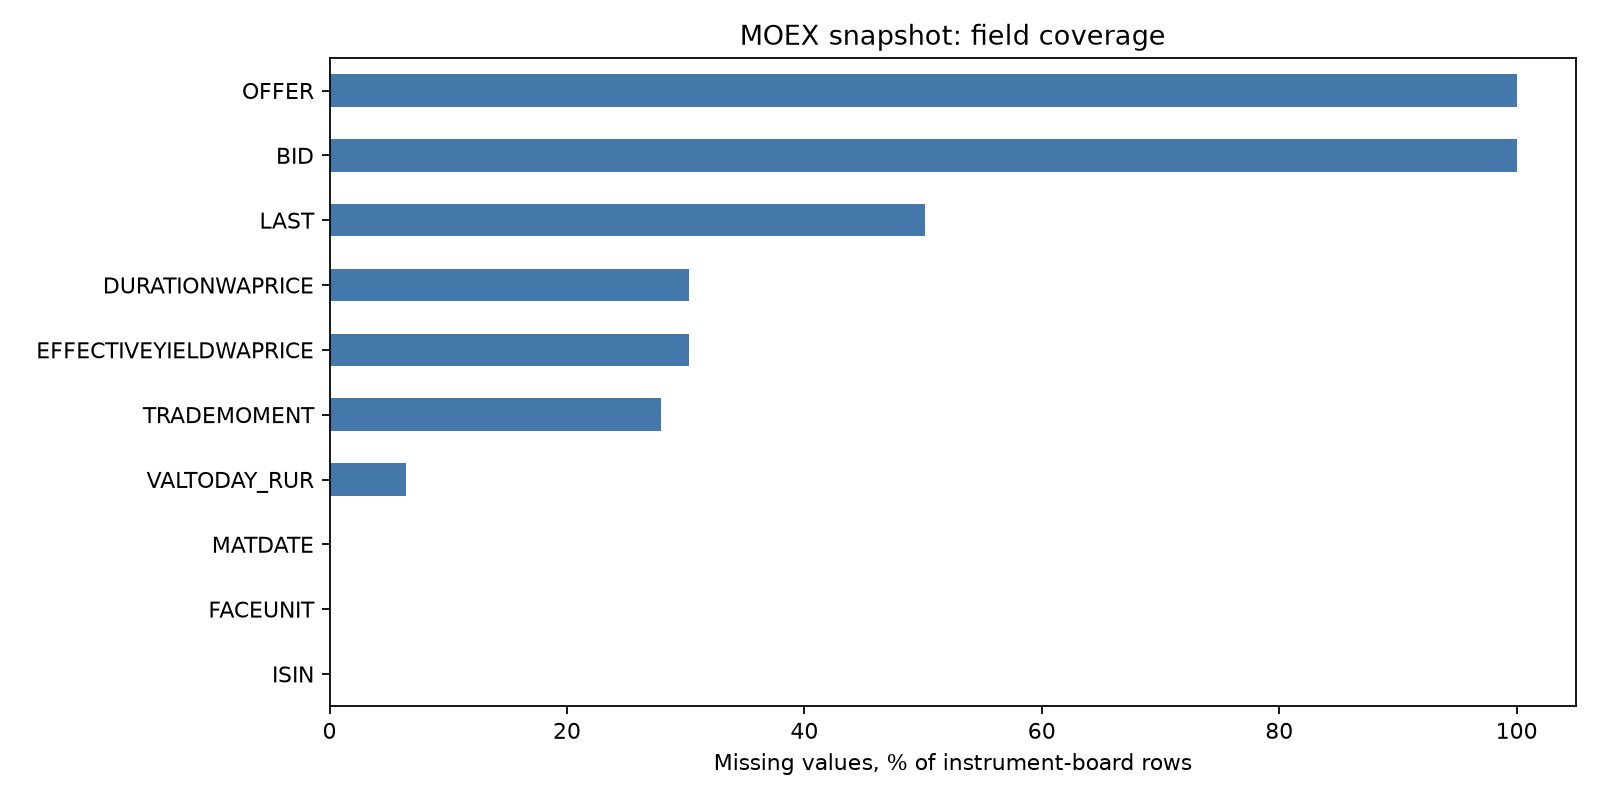 MOEX snapshot: field coverage
OFFER
BID
LAST
DURATIONWAPRICE
EFFECTIVEYIELDWAPRICE
TRADEMOMENT
VALTODAY_RUR
MATDATE
FACEUNIT
ISIN
0 20 40 60 80 100
Missing values, % of instrument-board rows